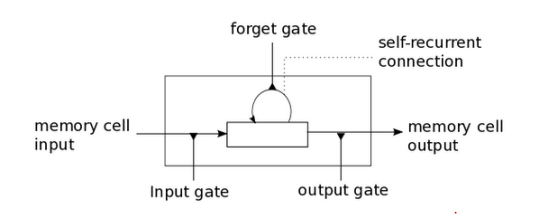 forget gate
self-recurrent
connection
memory cell
input
memory cell
output
Input gate
output gate